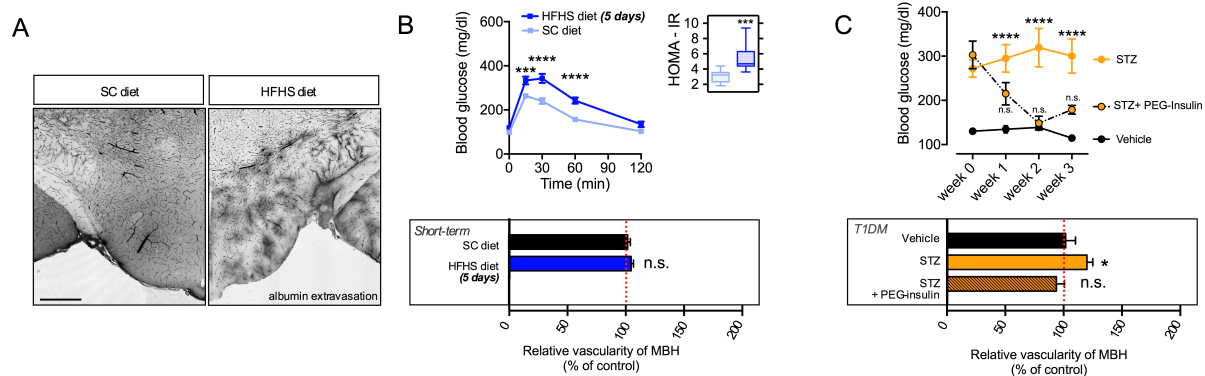 A
SC diet
HFHS diet
albumin extravasation
B
Blood glucose (mg/dl)
600
400
200
0
HFHS diet (5 days)
SC diet
***
****
****
0
30
60
90
120
Time (min)
HOMA - IR
10
8
6
4
2
***
Short-term
SC diet
HFHS diet
(5 days)
n.s.
0
50
100
150
200
Relative vascularity of MBH
(% of control)
C
Blood glucose (mg/dl)
400
300
200
100
****
****
****
n.s.
n.s.
n.s.
STZ
STZ+ PEG-Insulin
Vehicle
week 0
week 1
week 2
week 3
T1DM
Vehicle
STZ
STZ
+ PEG-insulin
*
n.s.
0
50
100
150
200
Relative vascularity of MBH
(% of control)